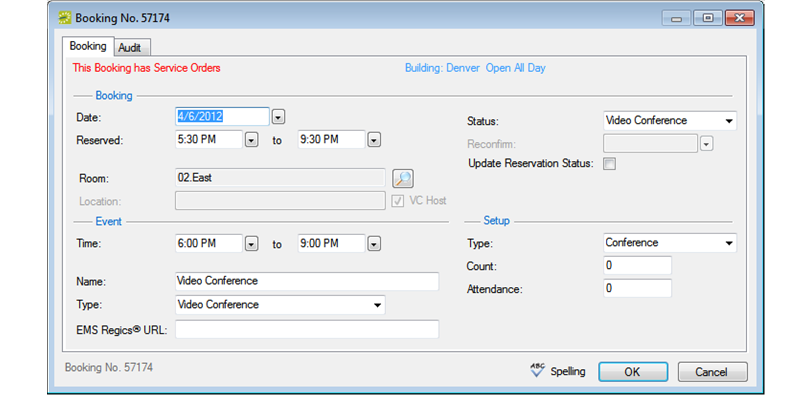 Booking No. 57174
Booking Audit
This Booking has Service Orders Building: Denver Open All Day
Booking
Date: 4/6/2012 Status: Video Conference
Reserved: 5:30 PM to 9:30 PM Reconfirm:
Update Reservation Status:
Room: 02.East
Location: VC Host
Event Setup
Time: 6:00 PM to 9:00 PM Type: Conference
Count: 0
Name: Video Conference Attendance: 0
Type: Video Conference
EMS Regics® URL:
Booking No. 57174 ABC Spelling OK Cancel